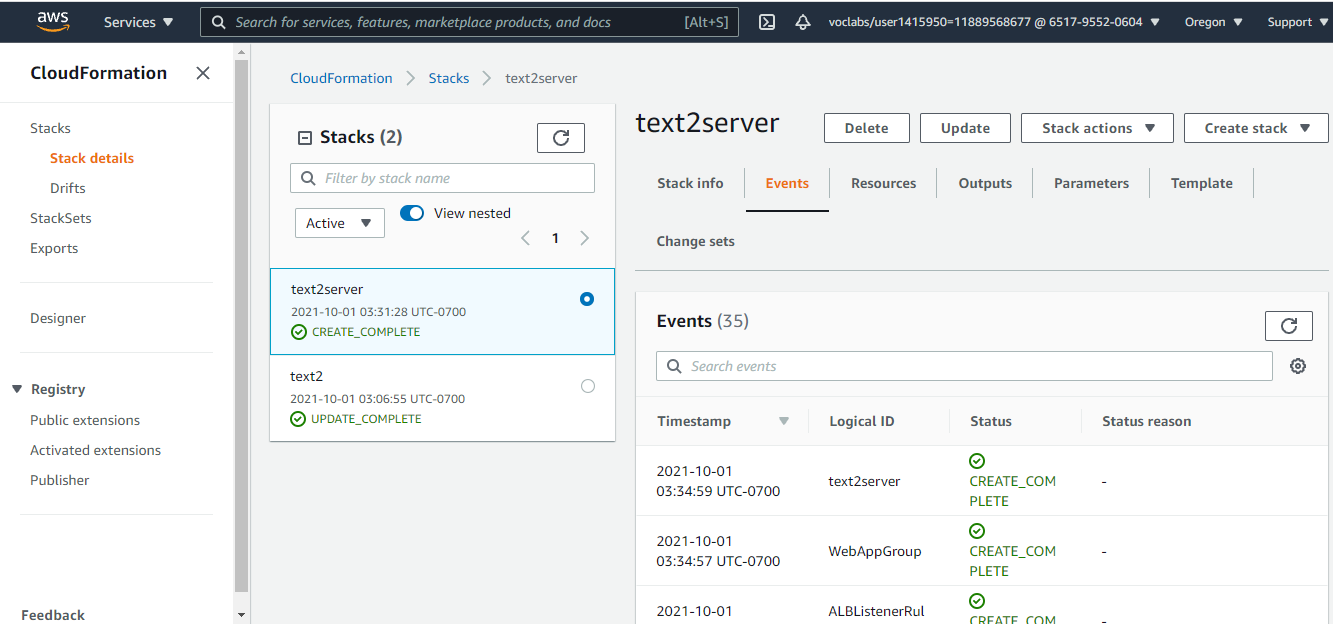 aws
Services
Search for services, features, marketplace products, and docs [Alt+S]
voclabs/user1415950=11889568677 @ 6517-9552-0604
Oregon
Support
CloudFormation
Stacks
Stack details
Drifts
StackSets
Exports
Designer
Registry
Public extensions
Activated extensions
Publisher
Feedback
CloudFormation > Stacks > text2server
Stacks (2)
Filter by stack name
Active
View nested
1
text2server
2021-10-01 03:31:28 UTC-0700
CREATE_COMPLETE
text2
2021-10-01 03:06:55 UTC-0700
UPDATE_COMPLETE
text2server
Delete
Update
Stack actions
Create stack
Stack info
Events
Resources
Outputs
Parameters
Template
Change sets
Events (35)
Search events
Timestamp
Logical ID
Status
Status reason
2021-10-01
03:34:59 UTC-0700
text2server
CREATE_COM
PLETE
-
2021-10-01
03:34:57 UTC-0700
WebAppGroup
CREATE_COM
PLETE
-
2021-10-01
ALBListenerRul
CREATE_COM
-